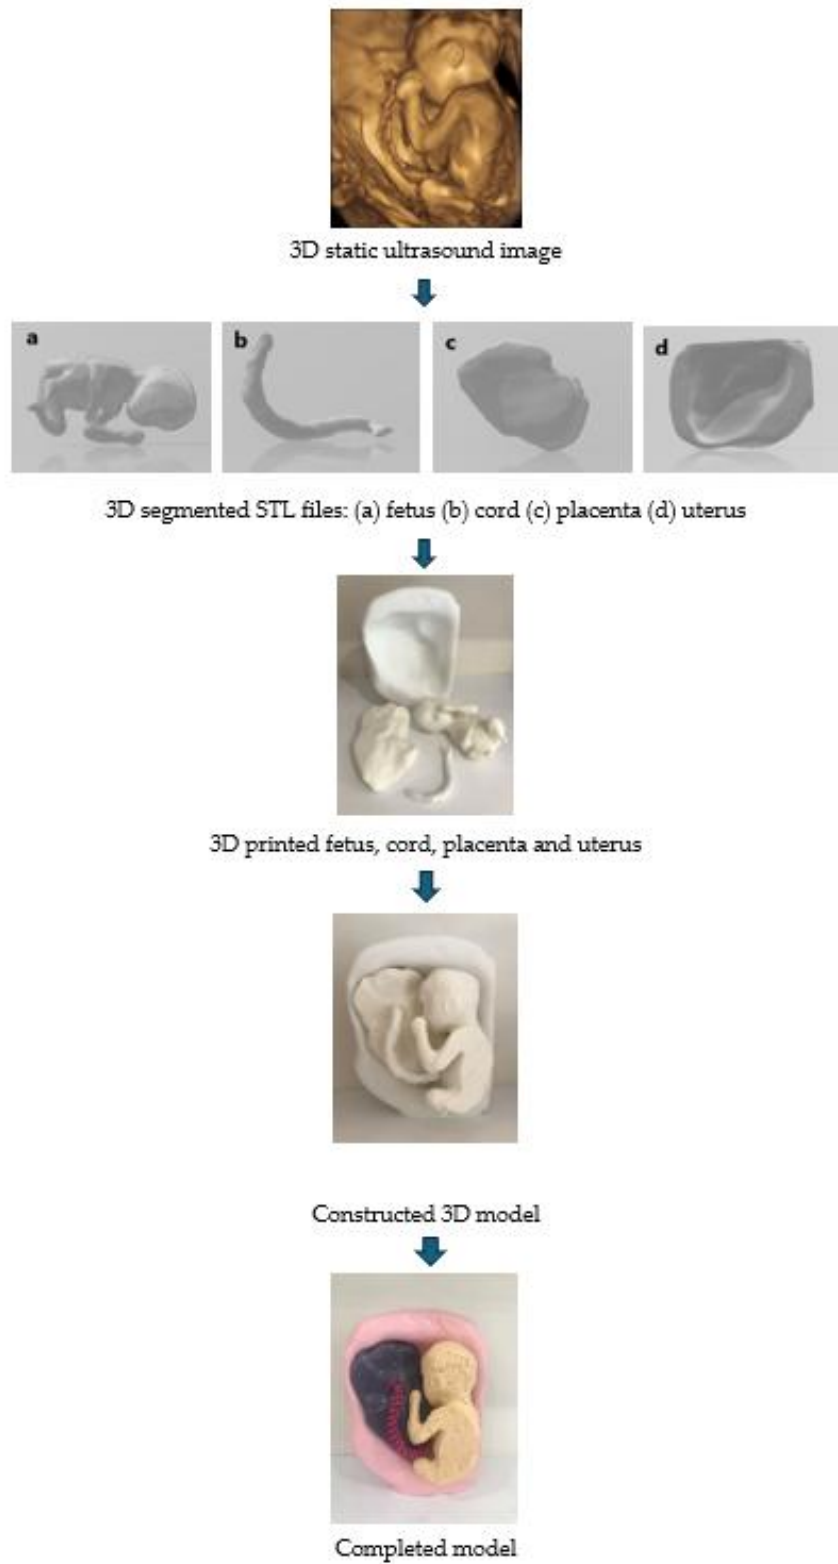 3D static ultrasound image
a b c d
3D segmented STL files: (a) fetus (b) cord (c) placenta (d) uterus
3D printed fetus, cord, placenta and uterus
Constructed 3D model
Completed model